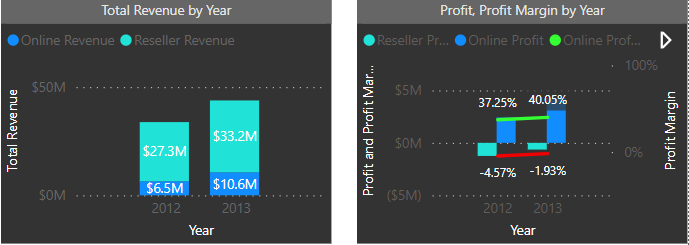 Total Revenue by Year
Online Revenue Reseller Revenue
$50M
$0M
Total Revenue
$27.3M
$6.5M
$33.2M
$10.6M
2012 2013
Year
Profit, Profit Margin by Year
Reseller Pr... Online Profit Online Prof...
100%
0%
$5M
$0M
($5M)
Profit and Profit Mar...
Profit Margin
37.25%
40.05%
-4.57%
-1.93%
2012 2013
Year